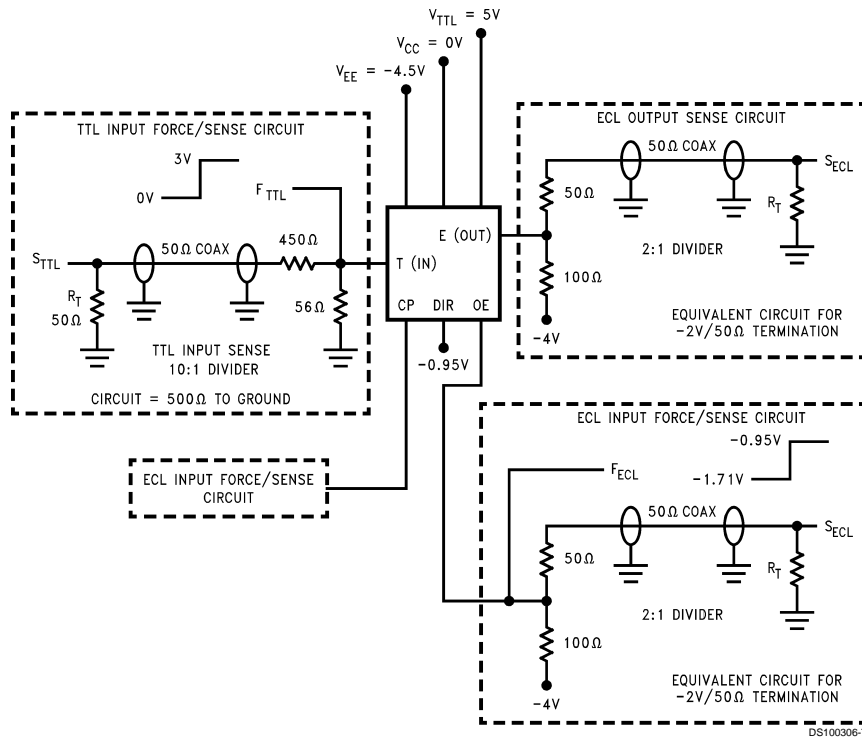 V_TTL = 5V
V_CC = 0V
V_EE = -4.5V
TTL INPUT FORCE/SENSE CIRCUIT
3V
0V
F_TTL
S_TTL
50Ω COAX
450Ω
R_T
50Ω
56Ω
TTL INPUT SENSE
10:1 DIVIDER
CIRCUIT = 500Ω TO GROUND
E (OUT)
T (IN)
CP DIR OE
-0.95V
ECL OUTPUT SENSE CIRCUIT
50Ω COAX
S_ECL
50Ω
R_T
2:1 DIVIDER
100Ω
-4V
EQUIVALENT CIRCUIT FOR
-2V/50Ω TERMINATION
ECL INPUT FORCE/SENSE
CIRCUIT
ECL INPUT FORCE/SENSE CIRCUIT
-0.95V
-1.71V
F_ECL
50Ω COAX
S_ECL
50Ω
R_T
2:1 DIVIDER
100Ω
-4V
EQUIVALENT CIRCUIT FOR
-2V/50Ω TERMINATION